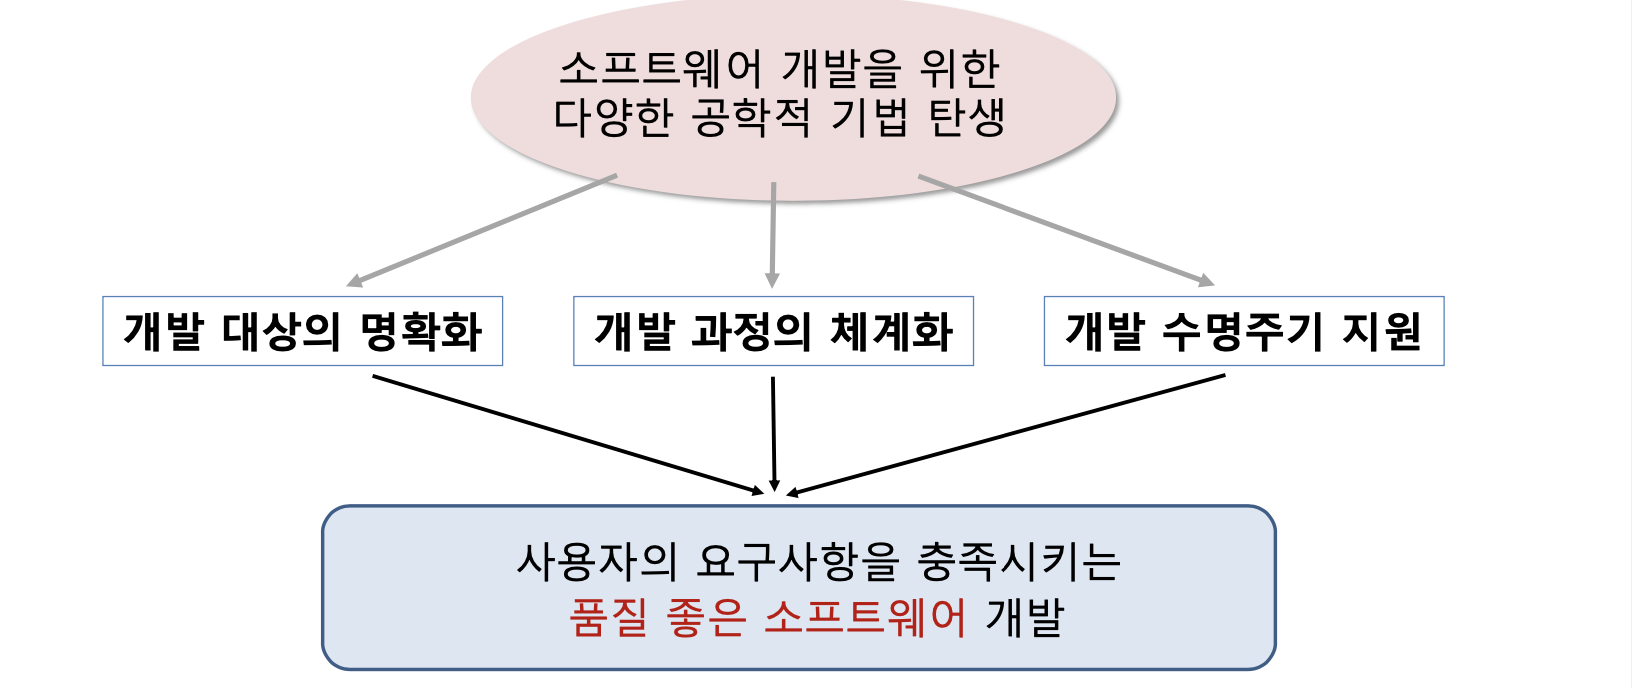 소프트웨어 개발을 위한
다양한 공학적 기법 탄생
개발 대상의 명확화
개발 과정의 체계화
개발 수명주기 지원
사용자의 요구사항을 충족시키는
품질 좋은 소프트웨어 개발